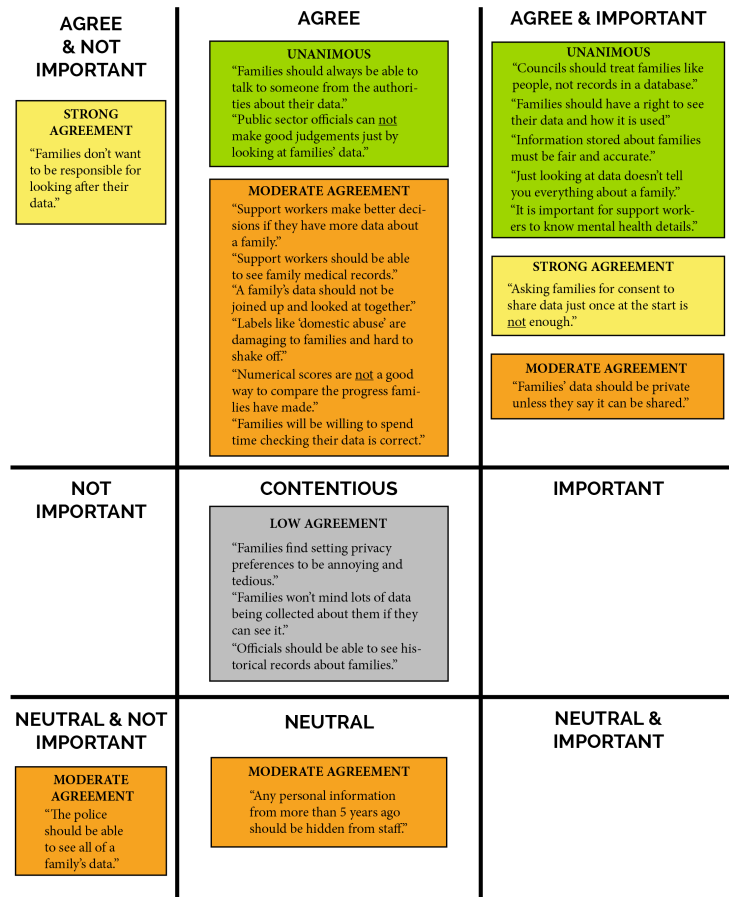 AGREE
& NOT
IMPORTANT
STRONG
AGREEMENT
“Families don’t want
to be responsible for
looking after their
data.”
AGREE
UNANIMOUS
“Families should always be able to
talk to someone from the authori-
ties about their data.”
“Public sector officials can not
make good judgements just by
looking at families’ data.”
MODERATE AGREEMENT
“Support workers make better deci-
sions if they have more data about
a family.”
“Support workers should be able
to see family medical records.”
“A family’s data should not be
joined up and looked at together.”
“Labels like ‘domestic abuse’ are
damaging to families and hard to
shake off.”
“Numerical scores are not a good
way to compare the progress fami-
lies have made.”
“Families will be willing to spend
time checking their data is correct.”
AGREE & IMPORTANT
UNANIMOUS
“Councils should treat families like
people, not records in a database.”
“Families should have a right to see
their data and how it is used”
“Information stored about families
must be fair and accurate.”
“Just looking at data doesn’t tell
you everything about a family.”
“It is important for support work-
ers to know mental health details.”
STRONG AGREEMENT
“Asking families for consent to
share data just once at the start is
not enough.”
MODERATE AGREEMENT
“Families’ data should be private
unless they say it can be shared.”
NOT
IMPORTANT
CONTENTIOUS
LOW AGREEMENT
“Families find setting privacy
preferences to be annoying and
tedious.”
“Families won’t mind lots of data
being collected about them if they
can see it.”
“Officials should be able to see his-
torical records about families.”
IMPORTANT
NEUTRAL & NOT
IMPORTANT
MODERATE
AGREEMENT
“The police
should be able
to see all of a
family’s data.”
NEUTRAL
MODERATE AGREEMENT
“Any personal information
from more than 5 years ago
should be hidden from staff.”
NEUTRAL &
IMPORTANT